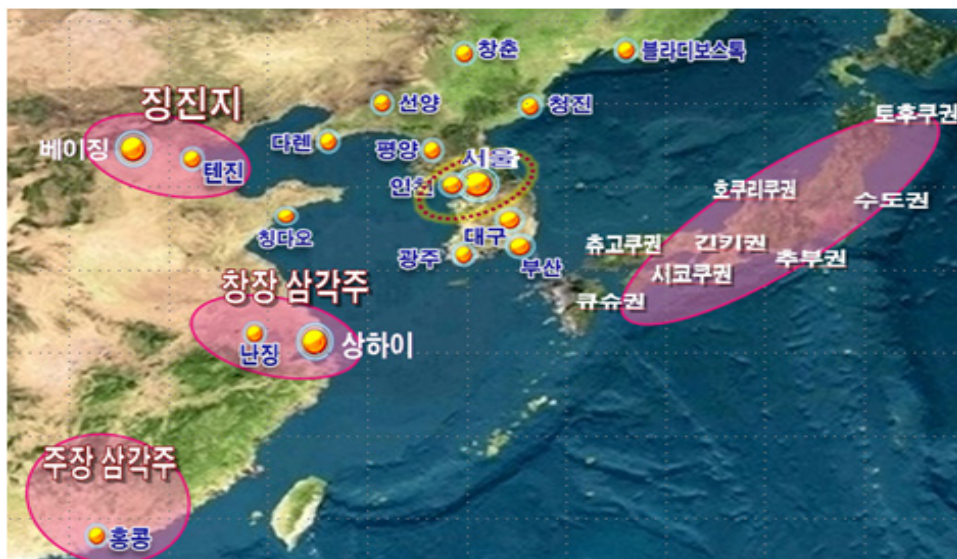 창춘
블라디보스톡
징진지
선양
청진
토후쿠권
베이징
텐진
다렌
평양
서울
인천
호쿠리쿠권
수도권
칭다오
대구
광주
부산
츄고쿠권
긴키권
추부권
시코쿠권
큐슈권
창장 삼각주
난징
상하이
주장 삼각주
홍콩